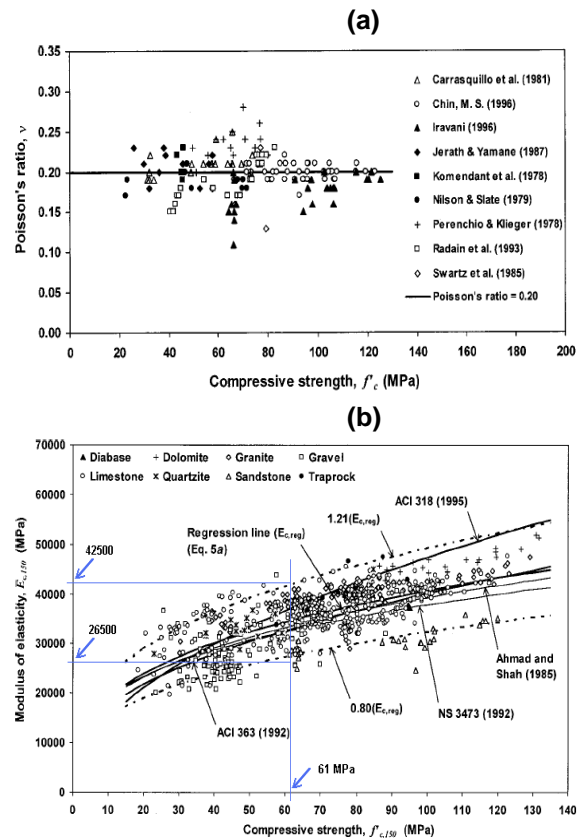 (a)
0.35
0.30
0.25
0.20
0.15
0.10
0.05
0.00
Poisson's ratio, ν
Carrasquillo et al. (1981)
Chin, M. S. (1996)
Iravani (1996)
Jerath & Yamane (1987)
Komendant et al. (1978)
Nilson & Slate (1979)
Perenchio & Klieger (1978)
Radain et al. (1993)
Swartz et al. (1985)
Poisson's ratio = 0.20
0 20 40 60 80 100 120 140 160 180 200
Compressive strength, f'c (MPa)
(b)
70000
60000
50000
40000
30000
20000
10000
0
Modulus of elasticity, Ec,150 (MPa)
Diabase Dolomite Granite Gravel
Limestone Quartzite Sandstone Traprock
ACI 318 (1995)
1.21(Ec,reg)
Regression line (Ec,reg)
(Eq. 5a)
42500
26500
Ahmad and
Shah (1985)
NS 3473 (1992)
0.80(Ec,reg)
ACI 363 (1992)
61 MPa
0 10 20 30 40 50 60 70 80 90 100 110 120 130 140
Compressive strength, f'c,150 (MPa)